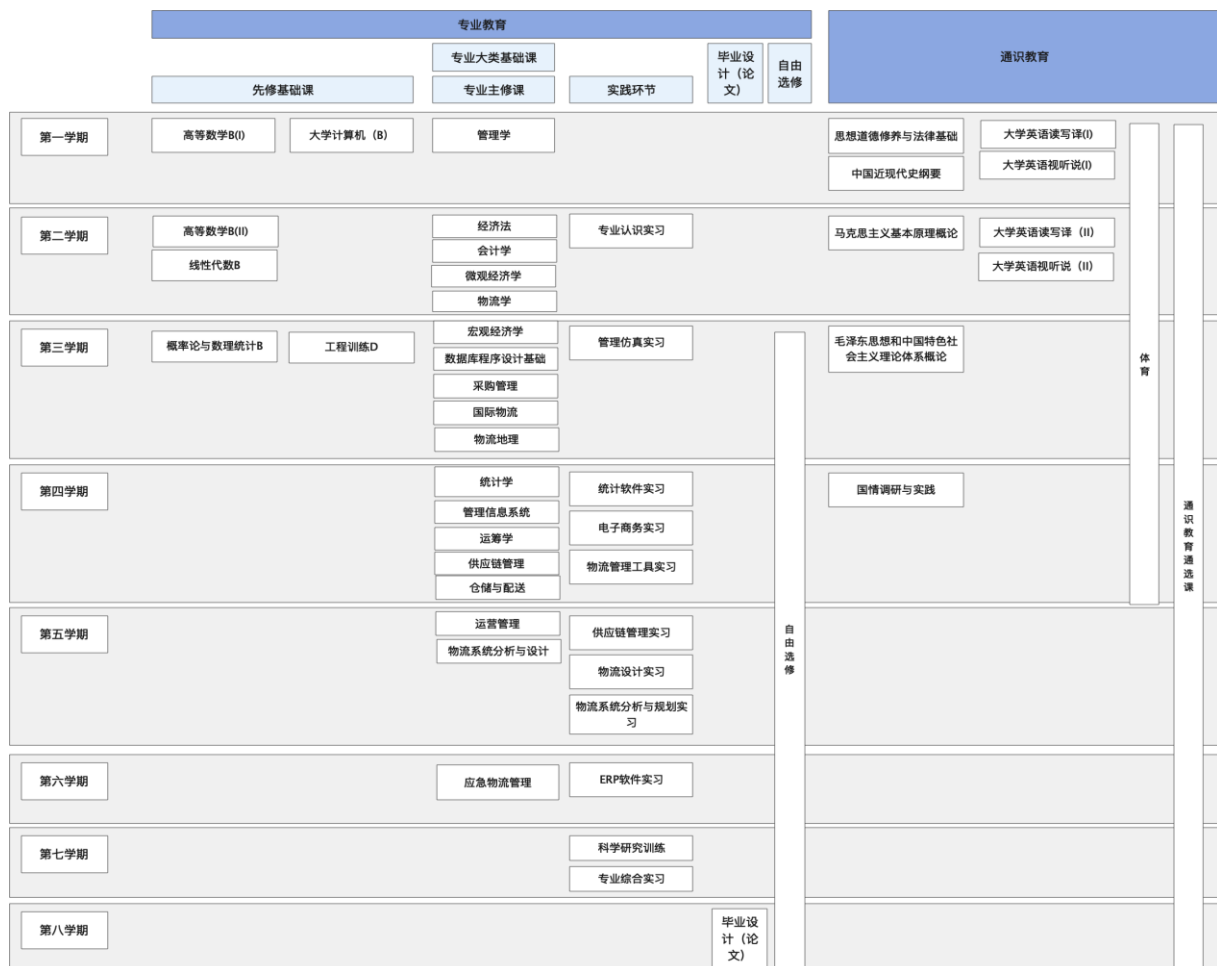 专业教育
通识教育
专业大类基础课
毕业设
计（论
文）
自由
选修
先修基础课
专业主修课
实践环节
第一学期
高等数学B(I)
大学计算机（B）
管理学
思想道德修养与法律基础
大学英语读写译(I)
中国近现代史纲要
大学英语视听说(I)
第二学期
高等数学B(II)
线性代数B
经济法
会计学
微观经济学
物流学
专业认识实习
马克思主义基本原理概论
大学英语读写译（II）
大学英语视听说（II）
第三学期
概率论与数理统计B
工程训练D
宏观经济学
数据库程序设计基础
采购管理
国际物流
物流地理
管理仿真实习
毛泽东思想和中国特色社
会主义理论体系概论
体育
第四学期
统计学
管理信息系统
运筹学
供应链管理
仓储与配送
统计软件实习
电子商务实习
物流管理工具实习
国情调研与实践
通识教育通选课
第五学期
运营管理
物流系统分析与设计
供应链管理实习
物流设计实习
物流系统分析与规划实
习
自由选修
第六学期
应急物流管理
ERP软件实习
第七学期
科学研究训练
专业综合实习
第八学期
毕业设
计（论
文）